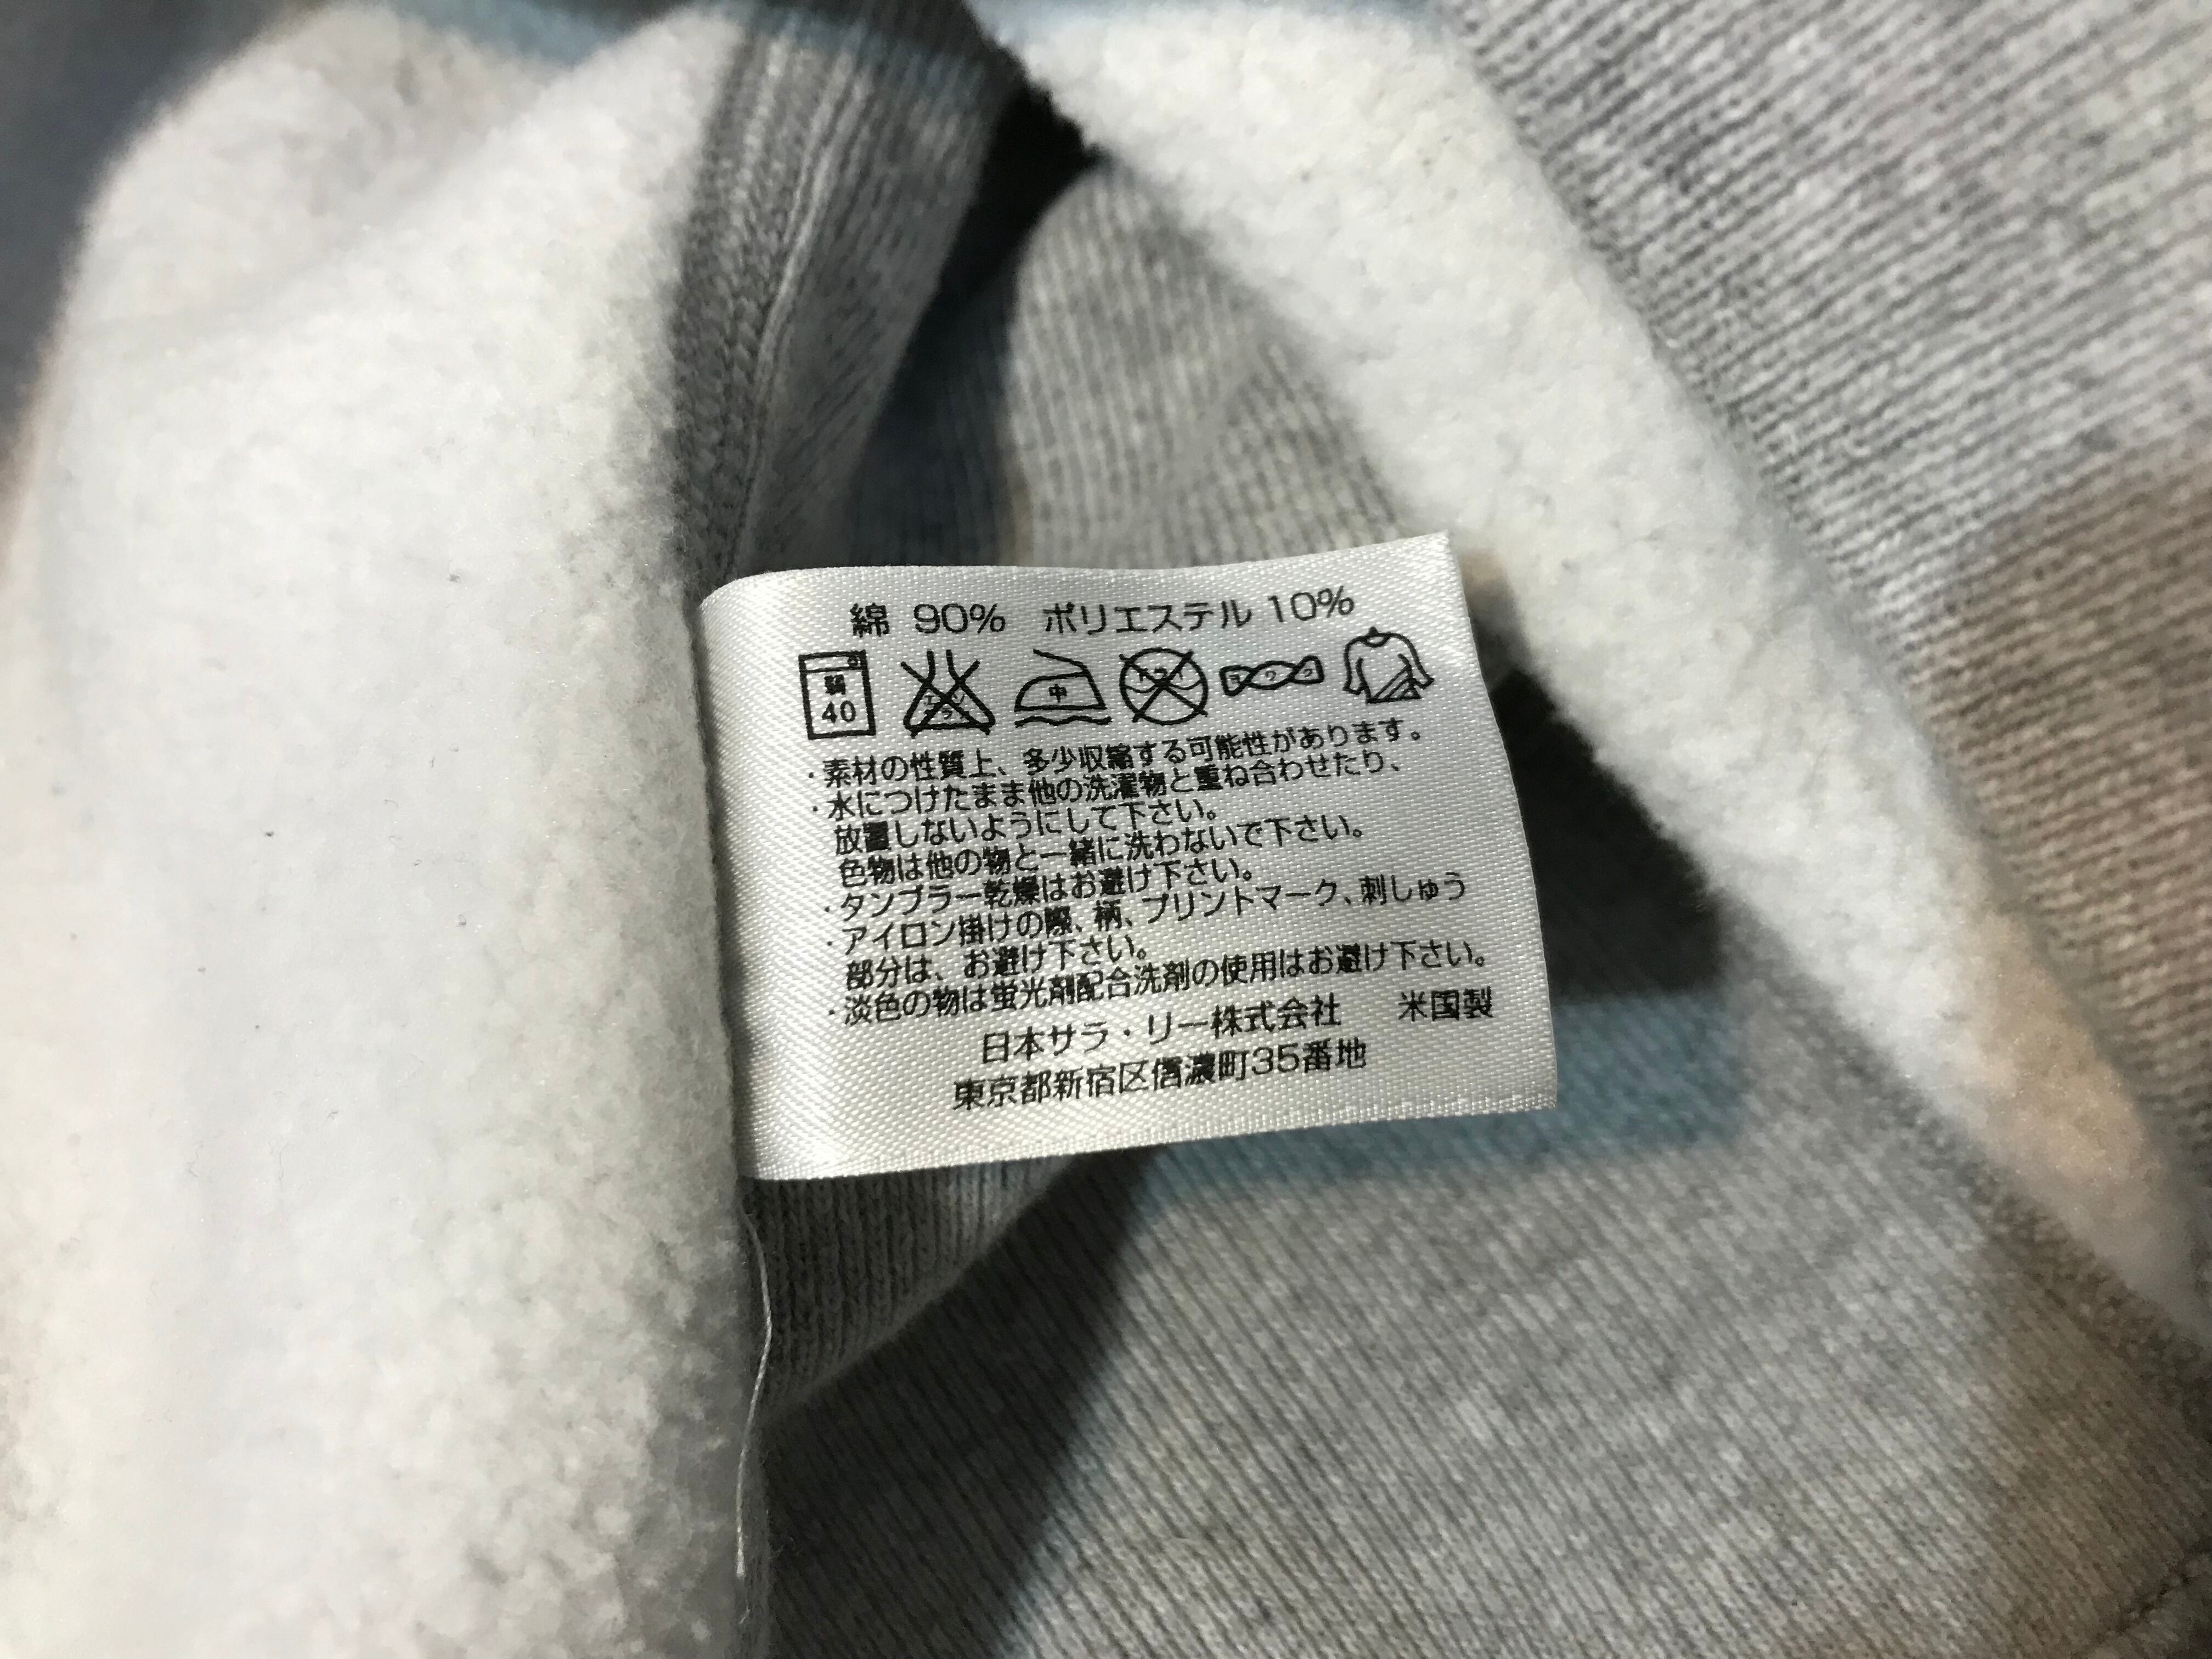 綿 90% ポリエステル 10%
弱 40 エンソサラシ 中
・素材の性質上、多少収縮する可能性があります。
・水につけたまま他の洗濯物と重ね合わせたり、
放置しないようにして下さい。
色物は他の物と一緒に洗わないで下さい。
・タンブラー乾燥はお避け下さい。
・アイロン掛けの際、柄、プリントマーク、刺しゅう
部分は、お避け下さい。
・淡色の物は蛍光剤配合洗剤の使用はお避け下さい。
日本サラ・リー株式会社 米国製
東京都新宿区信濃町35番地